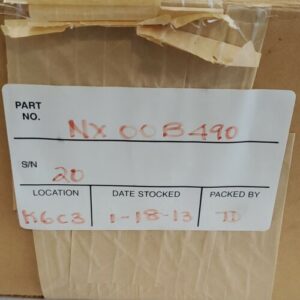 PART NO. NX 00B490
S/N 20
LOCATION DATE STOCKED PACKED BY
K6C3 1-18-13 JD